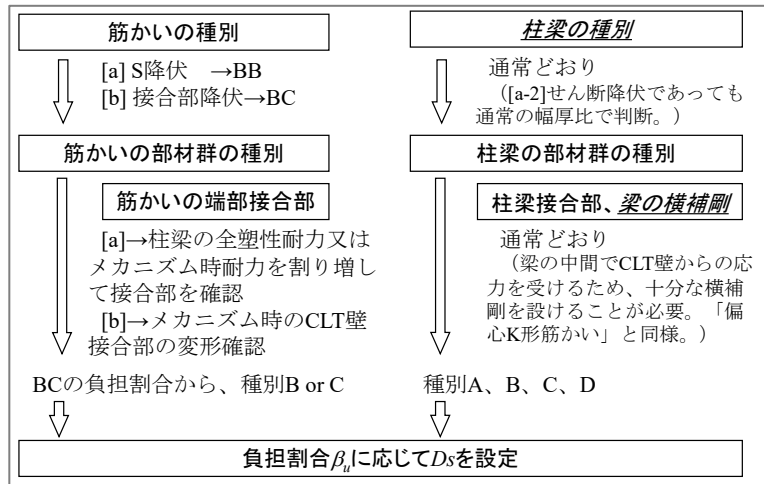 筋かいの種別
[a] S降伏　→BB
[b] 接合部降伏→BC
筋かいの部材群の種別
筋かいの端部接合部
[a]→柱梁の全塑性耐力又は
メカニズム時耐力を割り増し
て接合部を確認
[b]→メカニズム時のCLT壁
接合部の変形確認
BCの負担割合から、種別B or C
柱梁の種別
通常どおり
（[a-2]せん断降伏であっても
通常の幅厚比で判断。）
柱梁の部材群の種別
柱梁接合部、梁の横補剛
通常どおり
（梁の中間でCLT壁からの応
力を受けるため、十分な横補
剛を設けることが必要。「偏
心K形筋かい」と同様。）
種別A、B、C、D
負担割合βuに応じてDsを設定